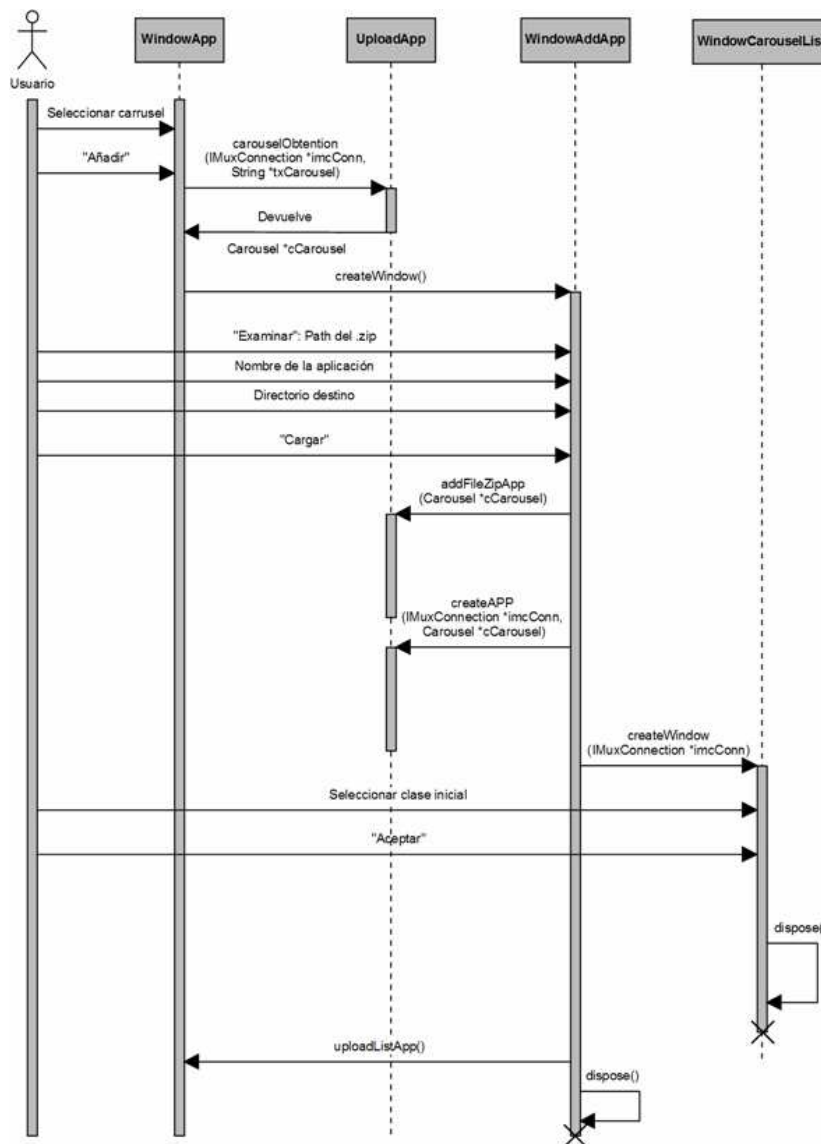 WindowApp
UploadApp
WindowAddApp
WindowCarouselList
Usuario
Seleccionar carrusel
"Añadir"
carouselObtention
(IMuxConnection *imcConn,
String *txCarousel)
Devuelve
Carousel *cCarousel
createWindow()
"Examinar": Path del .zip
Nombre de la aplicación
Directorio destino
"Cargar"
addFileZipApp
(Carousel *cCarousel)
createAPP
(IMuxConnection *imcConn,
Carousel *cCarousel)
createWindow
(IMuxConnection *imcConn)
Seleccionar clase inicial
"Aceptar"
dispose()
uploadListApp()
dispose()